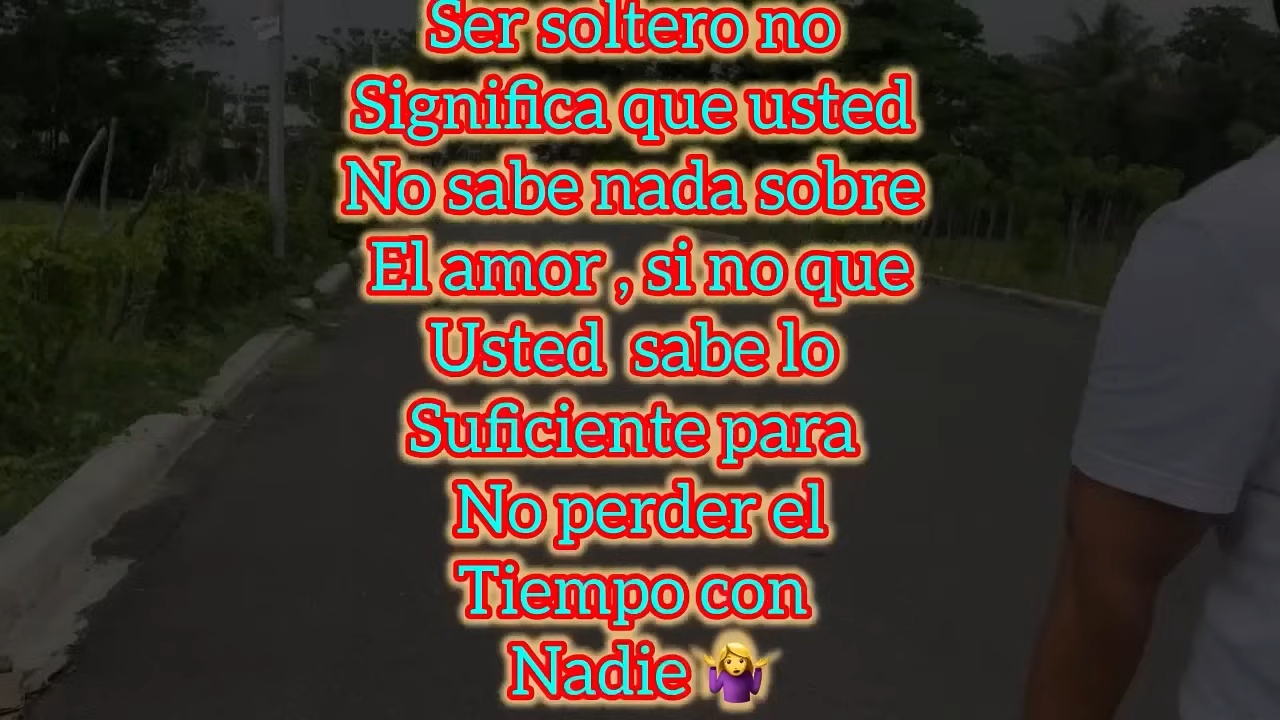 Ser soltero no
Significa que usted
No sabe nada sobre
El amor , si no que
Usted sabe lo
Suficiente para
No perder el
Tiempo con
Nadie 🤷‍♀️